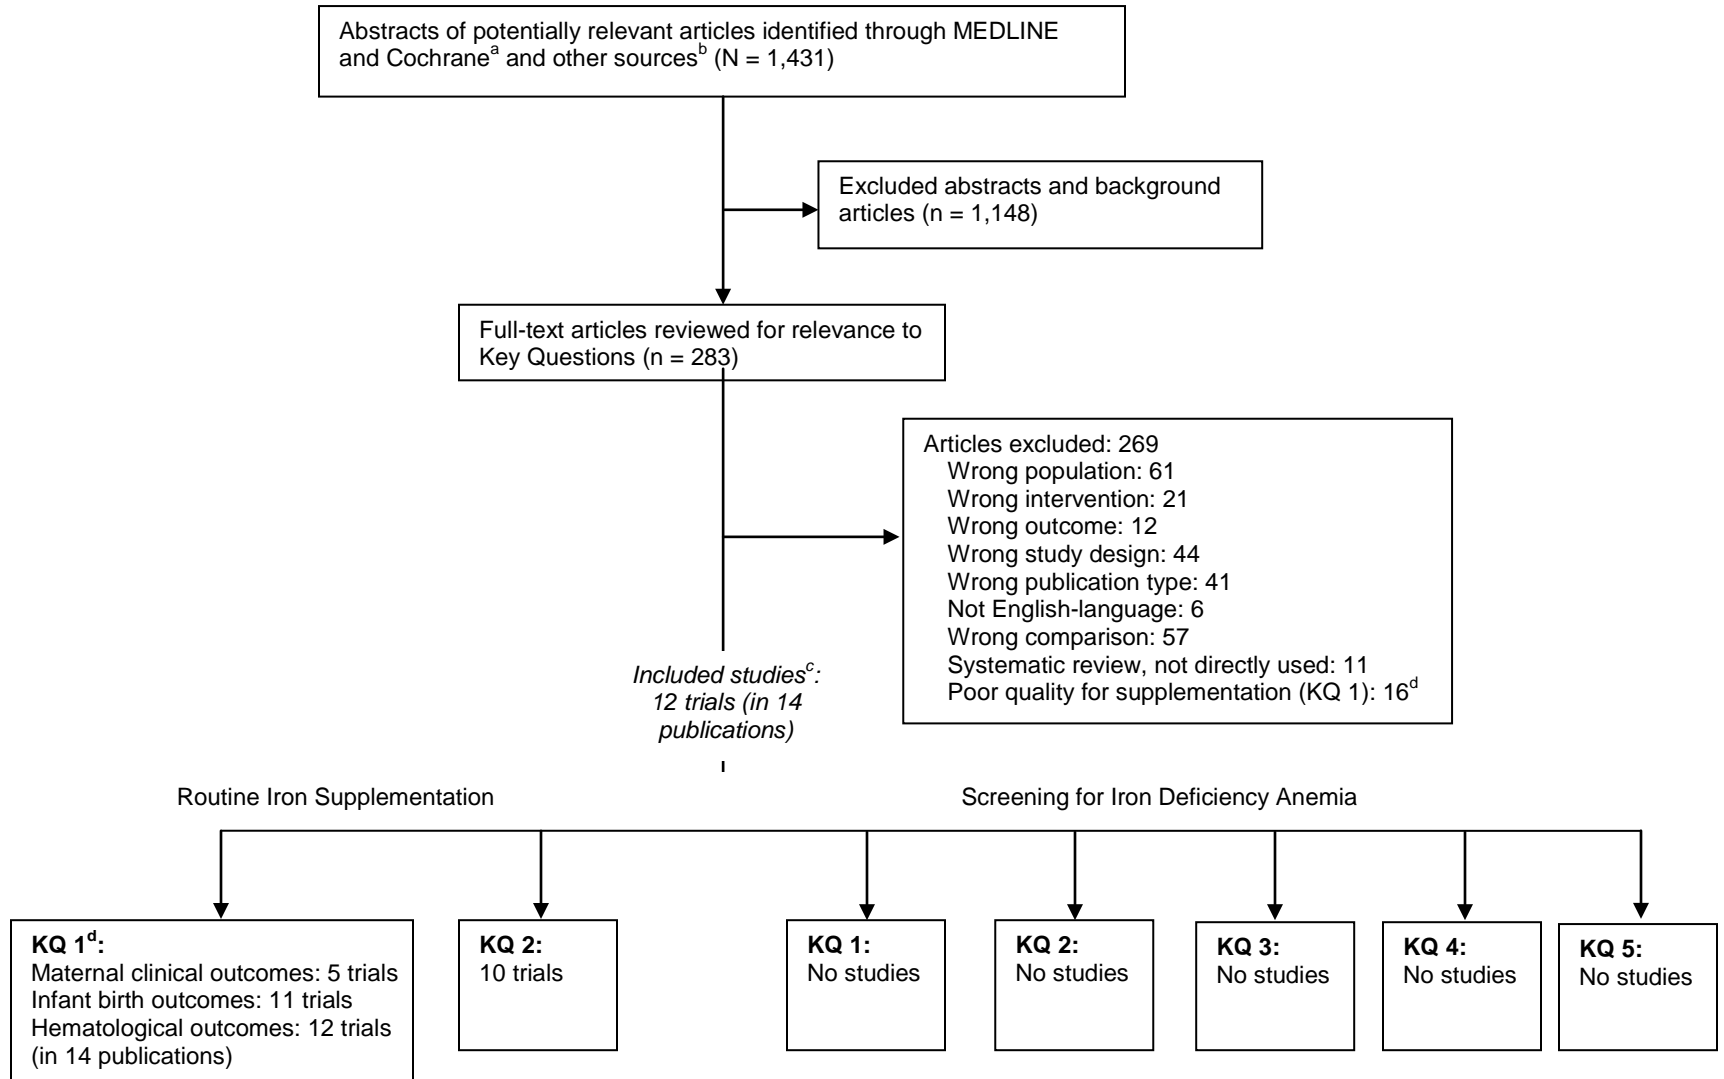 Abstracts of potentially relevant articles identified through MEDLINE
and Cochraneᵃ and other sourcesᵇ (N = 1,431)
Excluded abstracts and background
articles (n = 1,148)
Full-text articles reviewed for relevance to
Key Questions (n = 283)
Articles excluded: 269
Wrong population: 61
Wrong intervention: 21
Wrong outcome: 12
Wrong study design: 44
Wrong publication type: 41
Not English-language: 6
Wrong comparison: 57
Systematic review, not directly used: 11
Poor quality for supplementation (KQ 1): 16ᵈ
Included studiesᶜ:
12 trials (in 14
publications)
Routine Iron Supplementation
Screening for Iron Deficiency Anemia
KQ 1ᵈ:
Maternal clinical outcomes: 5 trials
Infant birth outcomes: 11 trials
Hematological outcomes: 12 trials
(in 14 publications)
KQ 2:
10 trials
KQ 1:
No studies
KQ 2:
No studies
KQ 3:
No studies
KQ 4:
No studies
KQ 5:
No studies